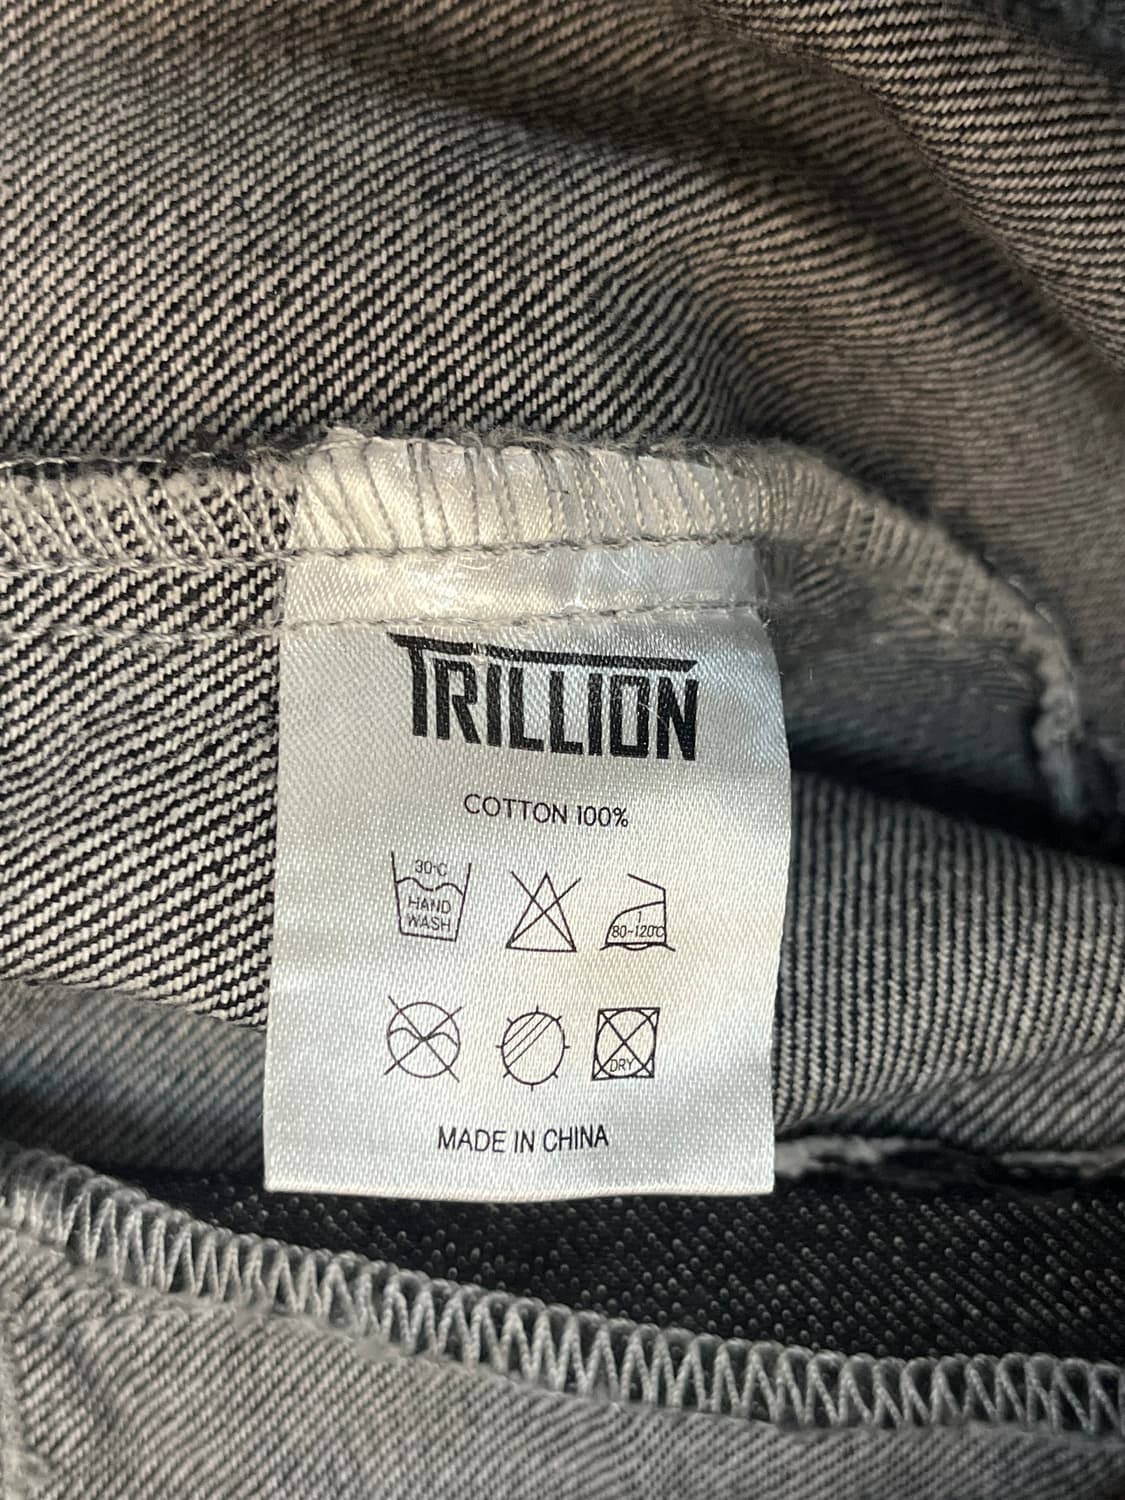 TRILLION
COTTON 100%
30°C
HAND
WASH
1
80~120°C
DRY
MADE IN CHINA